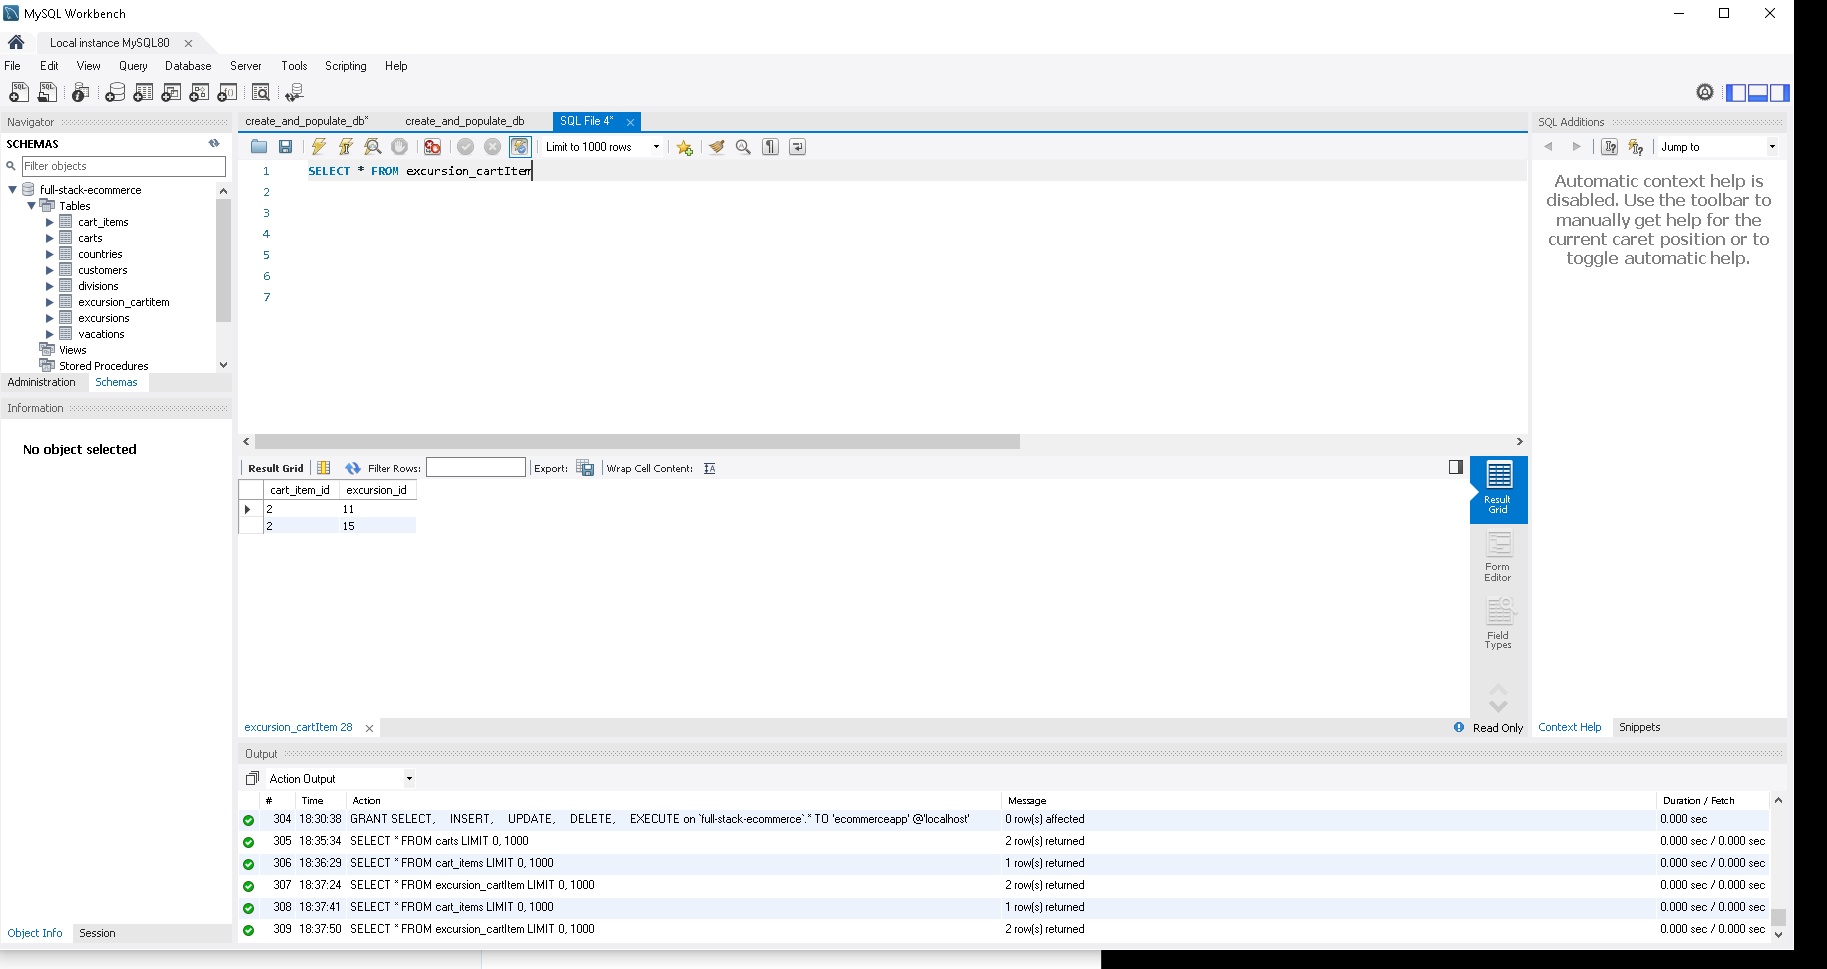 MySQL Workbench
Local instance MySQL80
File Edit View Query Database Server Tools Scripting Help
Navigator
SCHEMAS
Filter objects
full-stack-ecommerce
Tables
cart_items
carts
countries
customers
divisions
excursion_cartitem
excursions
vacations
Views
Stored Procedures
Administration Schemas
Information
No object selected
Object Info Session
create_and_populate_db* create_and_populate_db SQL File 4*
Limit to 1000 rows
1 SELECT * FROM excursion_cartItem
2
3
4
5
6
7
Result Grid Filter Rows: Export: Wrap Cell Content:
cart_item_id excursion_id
2 11
2 15
Result
Grid
Form
Editor
Field
Types
excursion_cartItem 28
Read Only
SQL Additions
Jump to
Automatic context help is
disabled. Use the toolbar to
manually get help for the
current caret position or to
toggle automatic help.
Context Help Snippets
Output
Action Output
# Time Action Message Duration / Fetch
304 18:30:38 GRANT SELECT, INSERT, UPDATE, DELETE, EXECUTE on `full-stack-ecommerce`.* TO 'ecommerceapp'@'localhost' 0 row(s) affected 0.000 sec
305 18:35:34 SELECT * FROM carts LIMIT 0, 1000 2 row(s) returned 0.000 sec / 0.000 sec
306 18:36:29 SELECT * FROM cart_items LIMIT 0, 1000 1 row(s) returned 0.000 sec / 0.000 sec
307 18:37:24 SELECT * FROM excursion_cartItem LIMIT 0, 1000 2 row(s) returned 0.000 sec / 0.000 sec
308 18:37:41 SELECT * FROM cart_items LIMIT 0, 1000 1 row(s) returned 0.000 sec / 0.000 sec
309 18:37:50 SELECT * FROM excursion_cartItem LIMIT 0, 1000 2 row(s) returned 0.000 sec / 0.000 sec